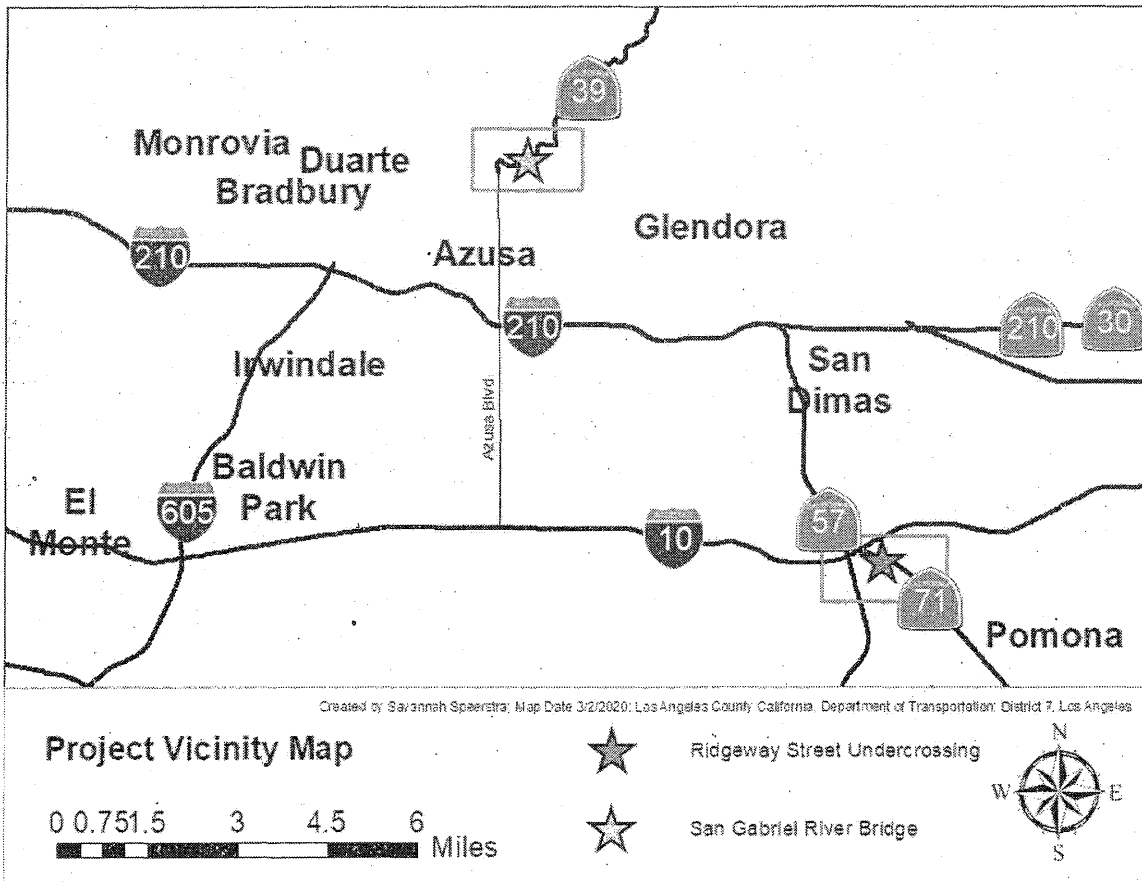 39
Monrovia Duarte
Bradbury
Glendora
210
Azusa
210
210
30
Irwindale
San
Dimas
Azusa Blvd
Baldwin
Park
El
Monte
605
10
57
71
Pomona
Created by Savannah Speerstra; Map Date 3/2/2020; Los Angeles County California, Department of Transportation; District 7, Los Angeles
Project Vicinity Map
Ridgeway Street Undercrossing
San Gabriel River Bridge
0 0.75 1.5 3 4.5 6
Miles
N
W E
S